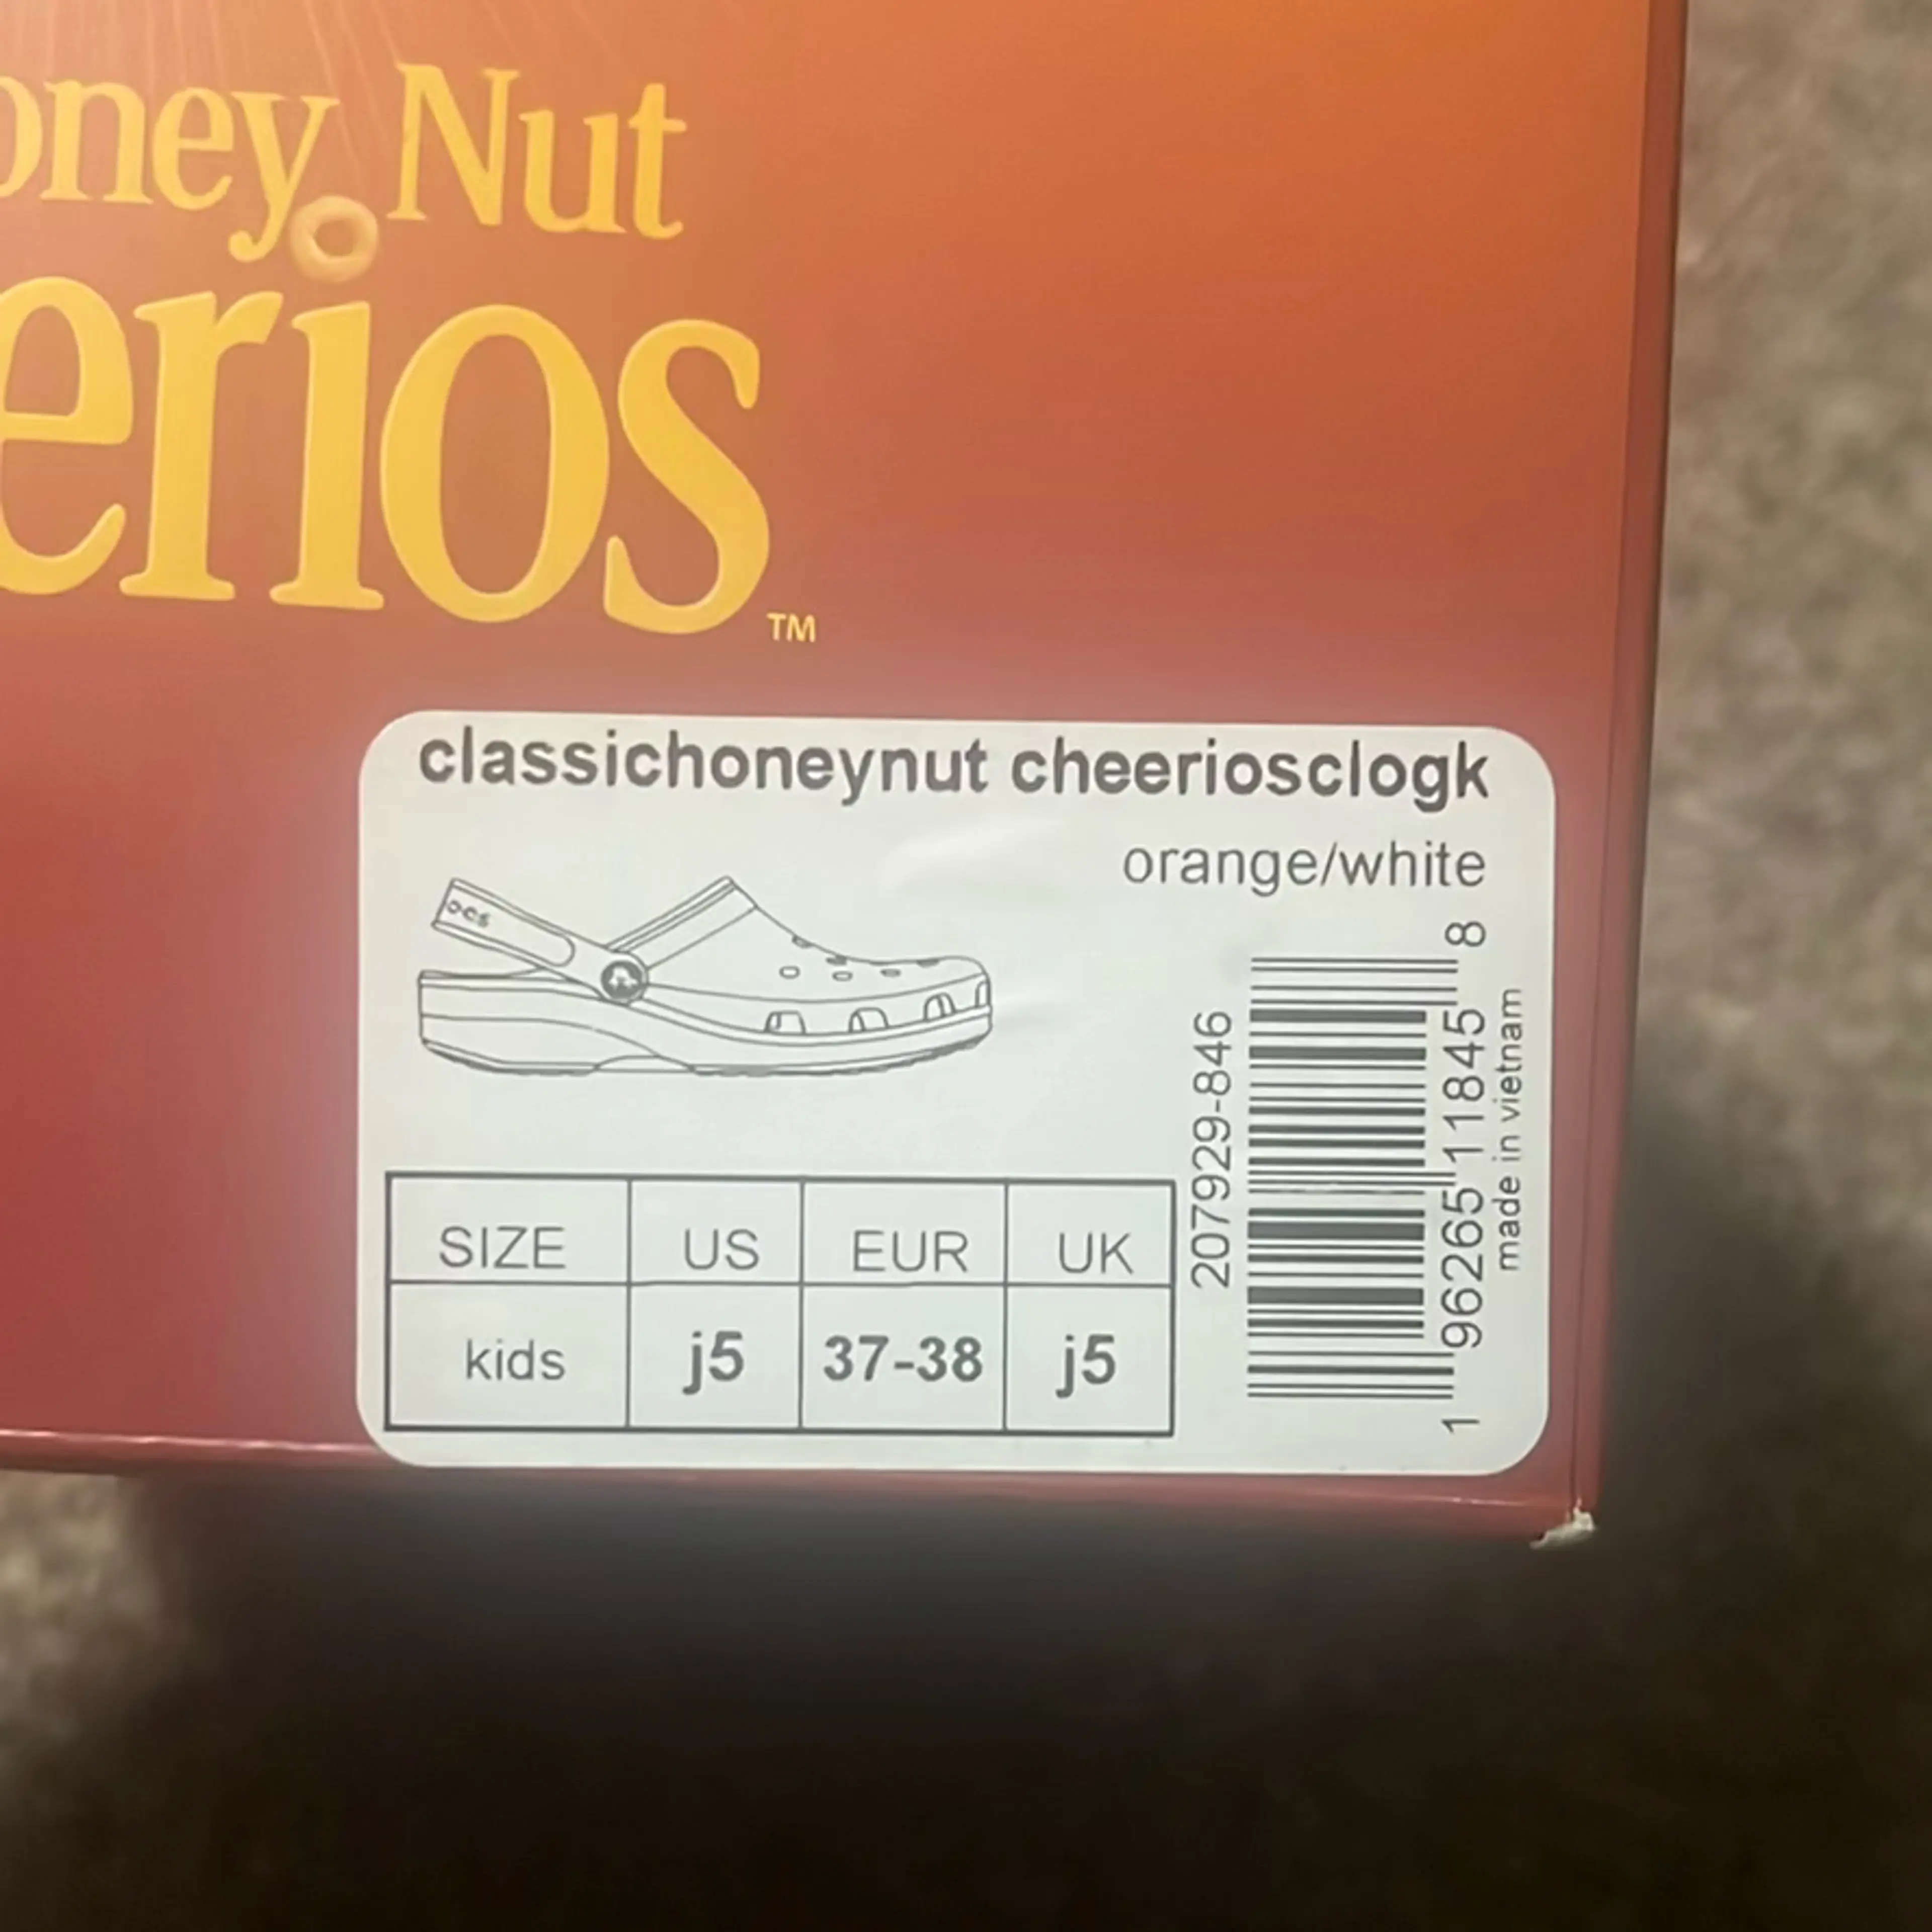 oney Nut
erios
TM
classichoneynut cheeriosclogk
orange/white
ocs
207929-846
1 96265 11845 8
made in vietnam
SIZE US EUR UK
kids j5 37-38 j5